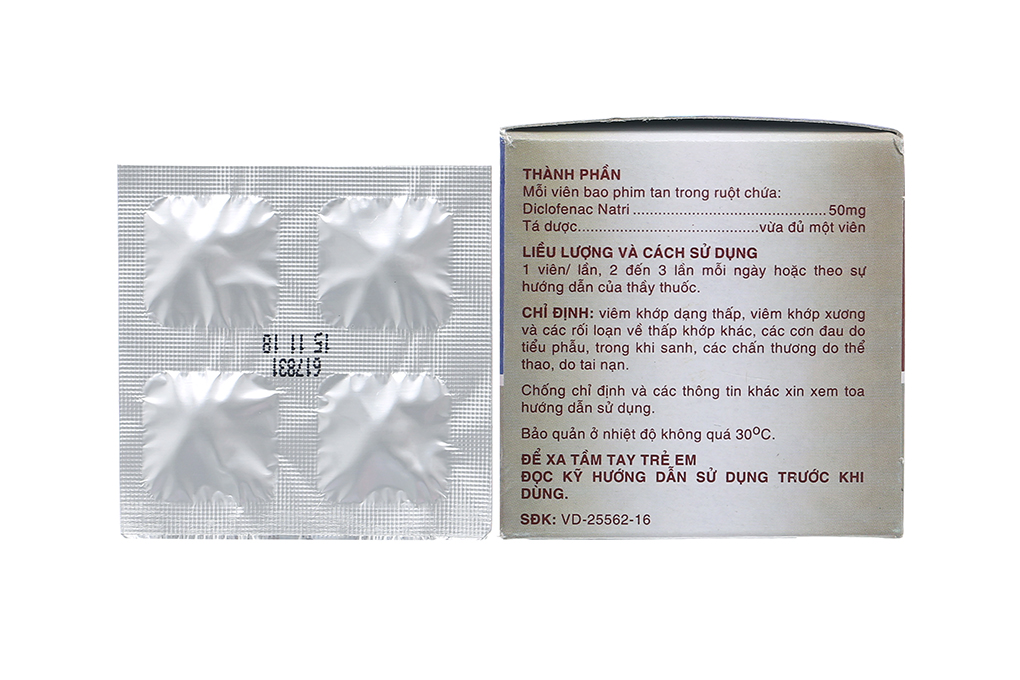 15 11 18
617831
THÀNH PHẦN
Mỗi viên bao phim tan trong ruột chứa:
Diclofenac Natri ............................................. 50mg
Tá dược..........................................vừa đủ một viên
LIỀU LƯỢNG VÀ CÁCH SỬ DỤNG
1 viên/ lần, 2 đến 3 lần mỗi ngày hoặc theo sự
hướng dẫn của thầy thuốc.
CHỈ ĐỊNH: viêm khớp dạng thấp, viêm khớp xương
và các rối loạn về thấp khớp khác, các cơn đau do
tiểu phẫu, trong khi sanh, các chấn thương do thể
thao, do tai nạn.
Chống chỉ định và các thông tin khác xin xem toa
hướng dẫn sử dụng.
Bảo quản ở nhiệt độ không quá 30ºC.
ĐỂ XA TẦM TAY TRẺ EM
ĐỌC KỸ HƯỚNG DẪN SỬ DỤNG TRƯỚC KHI
DÙNG.
SĐK: VD-25562-16